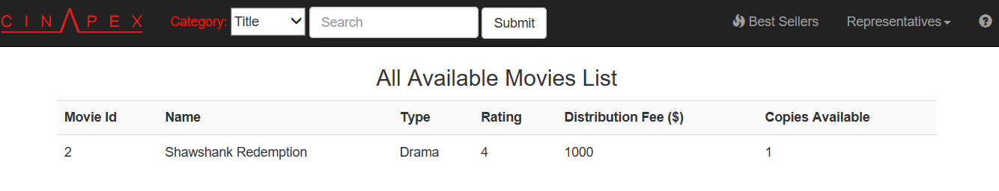 CINAPEX Category: Title Search Submit Best Sellers Representatives ?
All Available Movies List
Movie Id Name Type Rating Distribution Fee ($) Copies Available
2 Shawshank Redemption Drama 4 1000 1